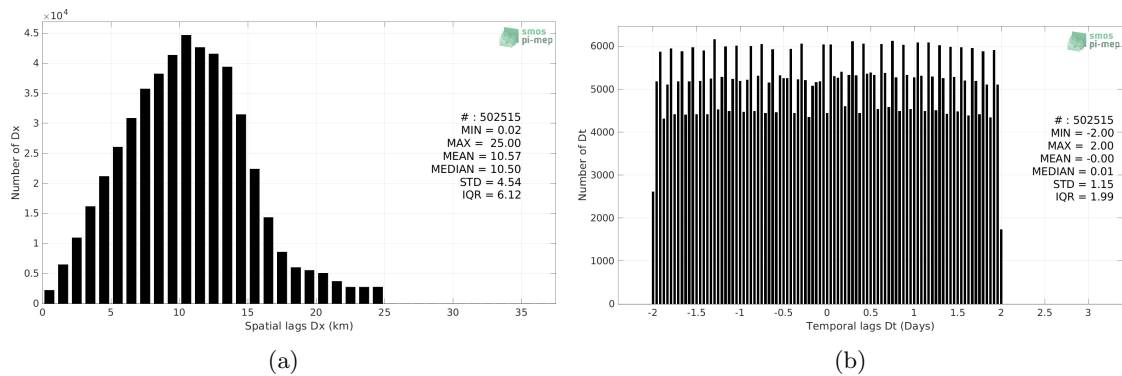 ×10⁴
4.5
4
3.5
3
2.5
2
1.5
1
0.5
0
Number of Dx
smos
pi-mep
# : 502515
MIN = 0.02
MAX = 25.00
MEAN = 10.57
MEDIAN = 10.50
STD = 4.54
IQR = 6.12
0 5 10 15 20 25 30 35
Spatial lags Dx (km)
(a)
6000
5000
4000
3000
2000
1000
0
Number of Dt
smos
pi-mep
# : 502515
MIN = -2.00
MAX = 2.00
MEAN = -0.00
MEDIAN = 0.01
STD = 1.15
IQR = 1.99
-2 -1.5 -1 -0.5 0 0.5 1 1.5 2 2.5 3
Temporal lags Dt (Days)
(b)